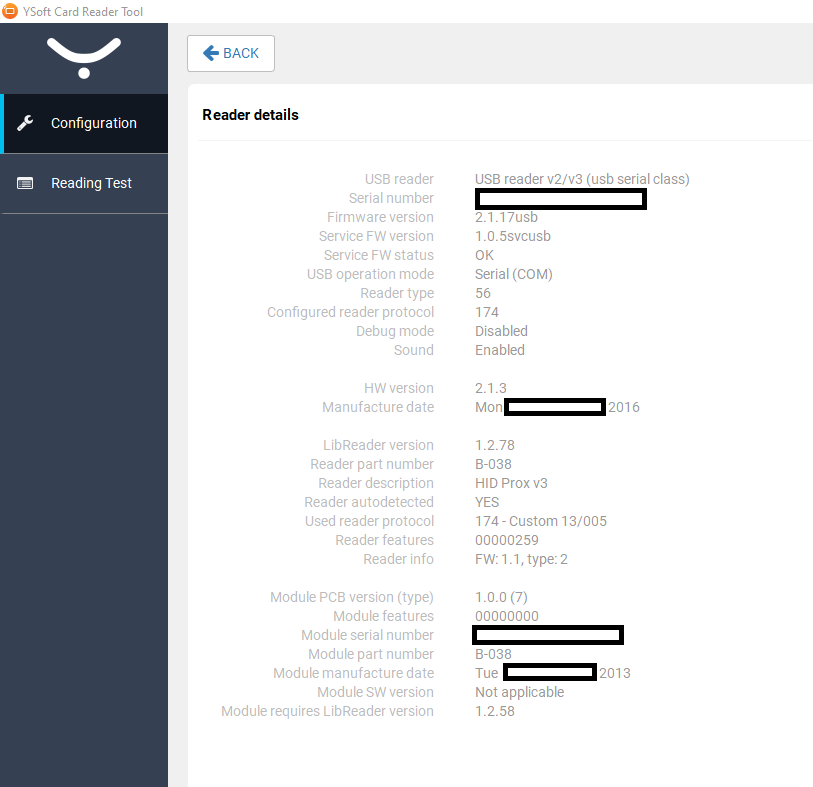 YSoft Card Reader Tool
BACK
Configuration
Reading Test
Reader details
USB reader USB reader v2/v3 (usb serial class)
Serial number
Firmware version 2.1.17usb
Service FW version 1.0.5svcusb
Service FW status OK
USB operation mode Serial (COM)
Reader type 56
Configured reader protocol 174
Debug mode Disabled
Sound Enabled
HW version 2.1.3
Manufacture date Mon 2016
LibReader version 1.2.78
Reader part number B-038
Reader description HID Prox v3
Reader autodetected YES
Used reader protocol 174 - Custom 13/005
Reader features 00000259
Reader info FW: 1.1, type: 2
Module PCB version (type) 1.0.0 (7)
Module features 00000000
Module serial number
Module part number B-038
Module manufacture date Tue 2013
Module SW version Not applicable
Module requires LibReader version 1.2.58